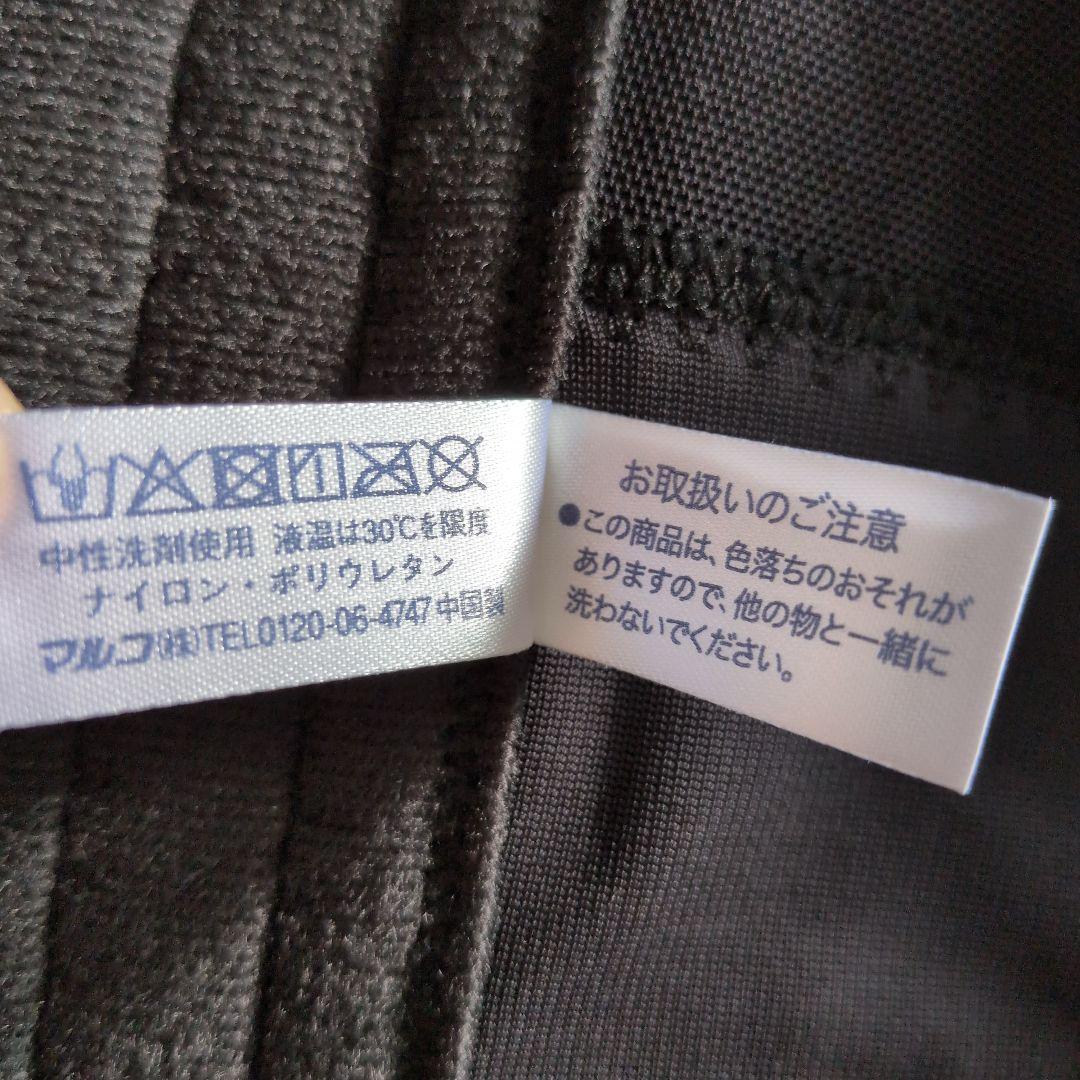 中性洗剤使用 液温は30℃を限度
ナイロン・ポリウレタン
マルコ(株)TEL0120-06-4747中国製
お取扱いのご注意
●この商品は、色落ちのおそれが
ありますので、他の物と一緒に
洗わないでください。